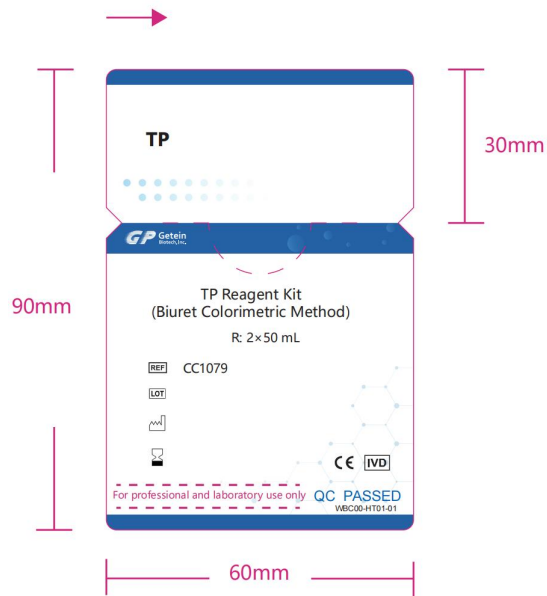 TP
30mm
GP Getein
Biotech,Inc.
90mm
TP Reagent Kit
(Biuret Colorimetric Method)
R: 2×50 mL
REF CC1079
LOT
CE IVD
For professional and laboratory use only QC PASSED
WBC00-HT01-01
60mm